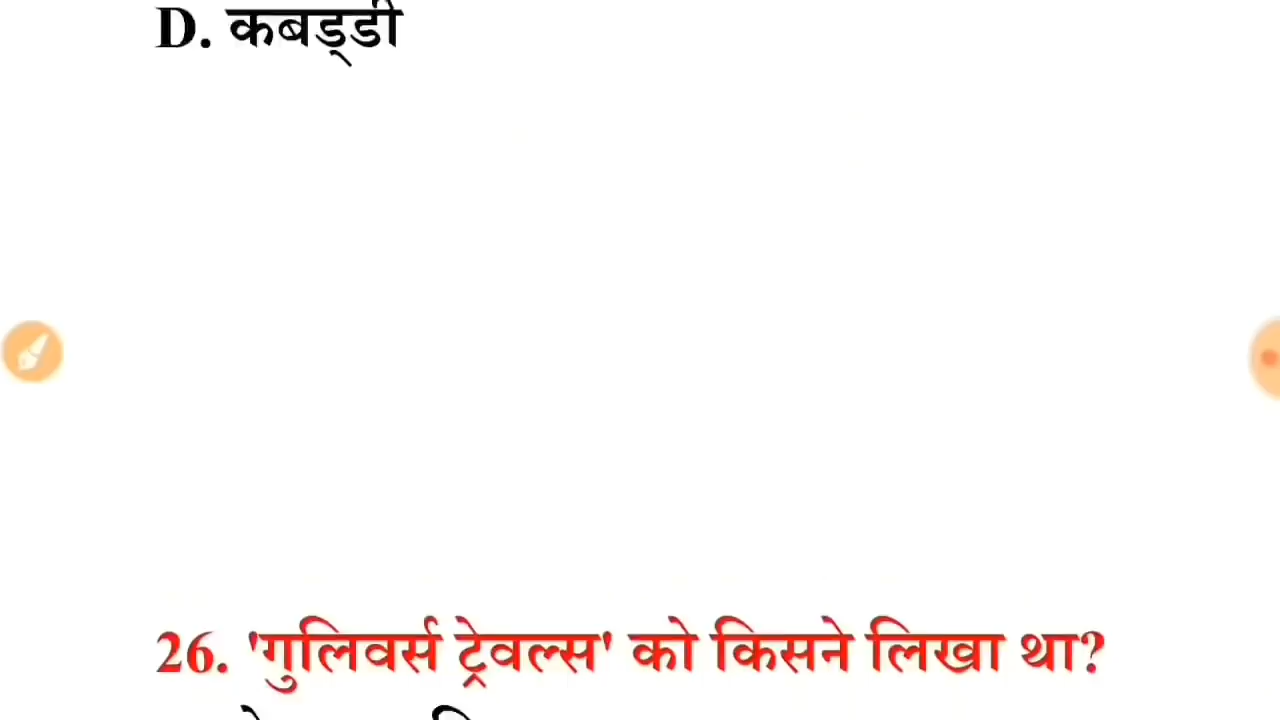 D. कबड्डी
26. 'गुलिवर्स ट्रेवल्स' को किसने लिखा था?